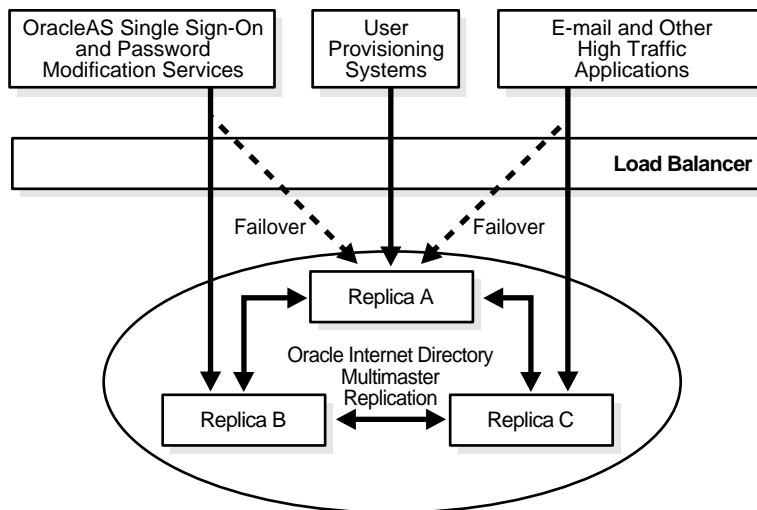 OracleAS Single Sign-On
and Password
Modification Services
User
Provisioning
Systems
E-mail and Other
High Traffic
Applications
Load Balancer
Failover
Failover
Replica A
Oracle Internet Directory
Multimaster
Replication
Replica B
Replica C